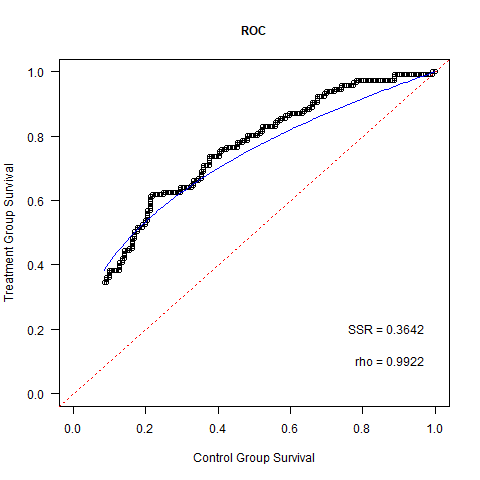 ROC
Treatment Group Survival
1.0
0.8
0.6
0.4
0.2
0.0
SSR = 0.3642
rho = 0.9922
0.0 0.2 0.4 0.6 0.8 1.0
Control Group Survival